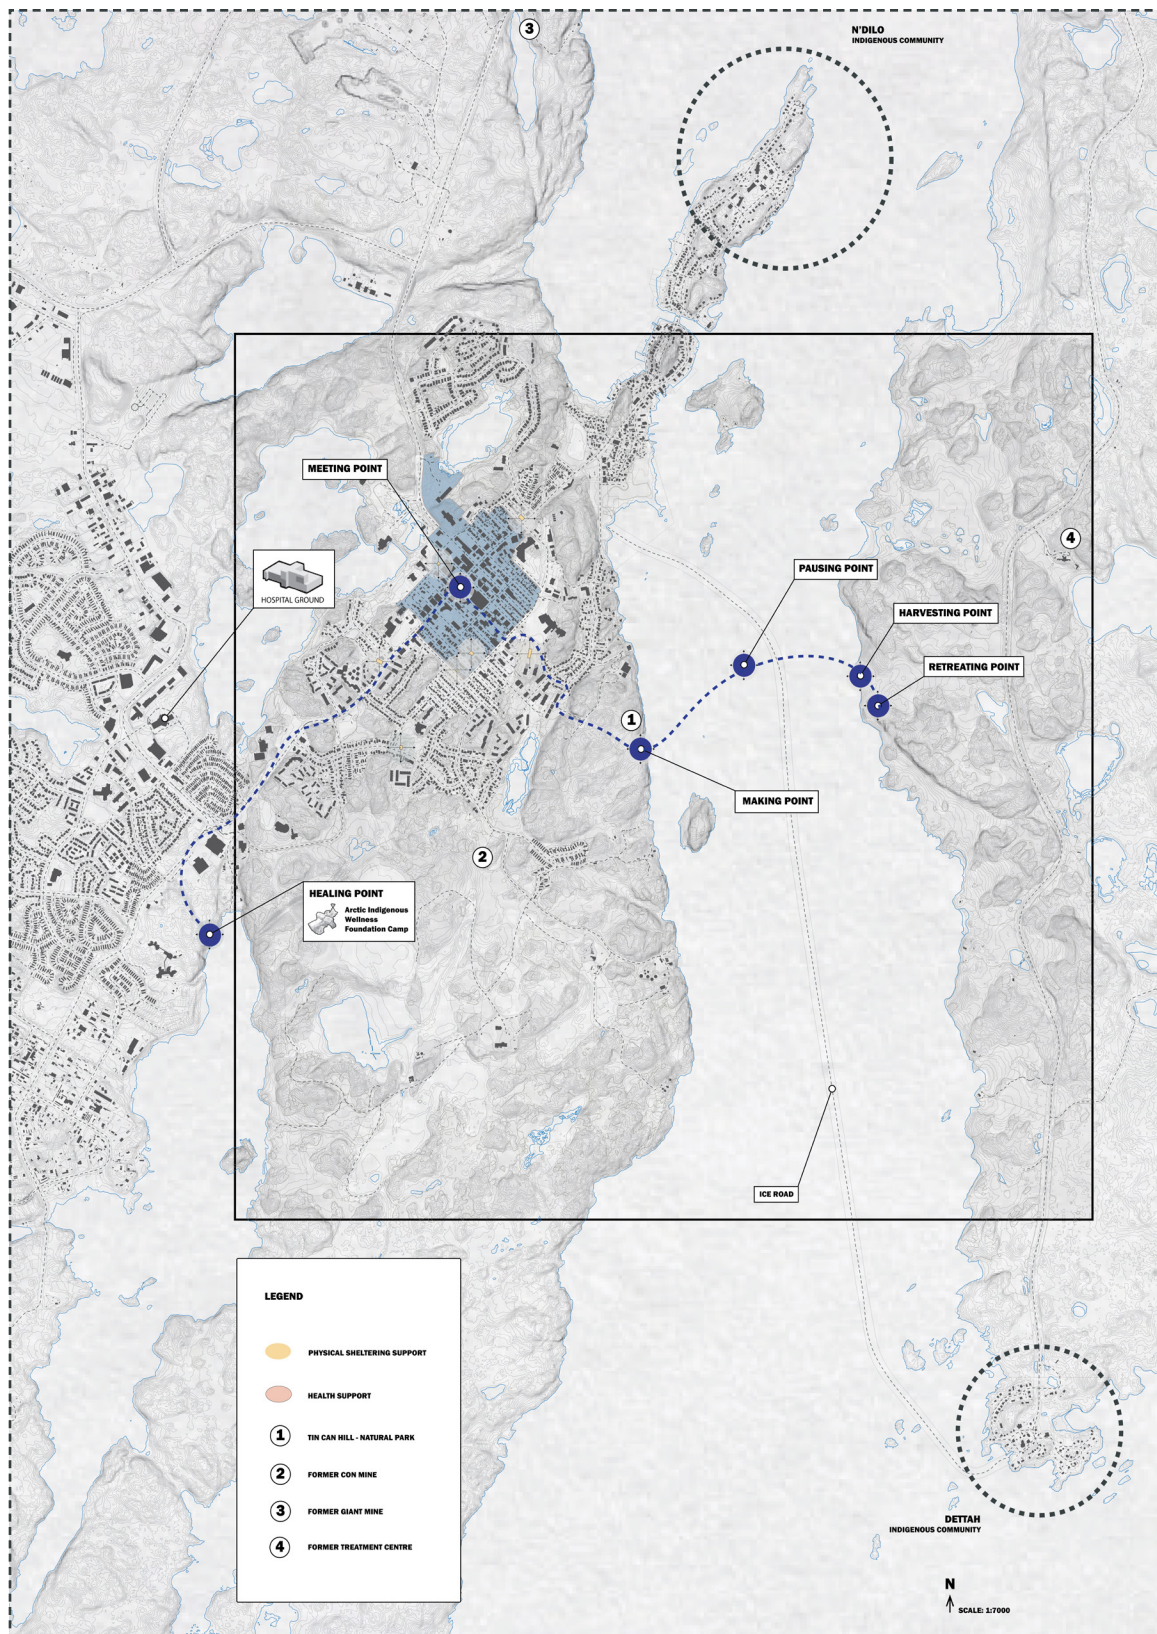 3
N'DILO
INDIGENOUS COMMUNITY
MEETING POINT
HOSPITAL GROUND
4
PAUSING POINT
HARVESTING POINT
RETREATING POINT
1
MAKING POINT
2
HEALING POINT
Arctic Indigenous
Wellness
Foundation Camp
ICE ROAD
LEGEND
PHYSICAL SHELTERING SUPPORT
HEALTH SUPPORT
1 TIN CAN HILL - NATURAL PARK
2 FORMER CON MINE
3 FORMER GIANT MINE
4 FORMER TREATMENT CENTRE
DETTAH
INDIGENOUS COMMUNITY
N
SCALE: 1:7000